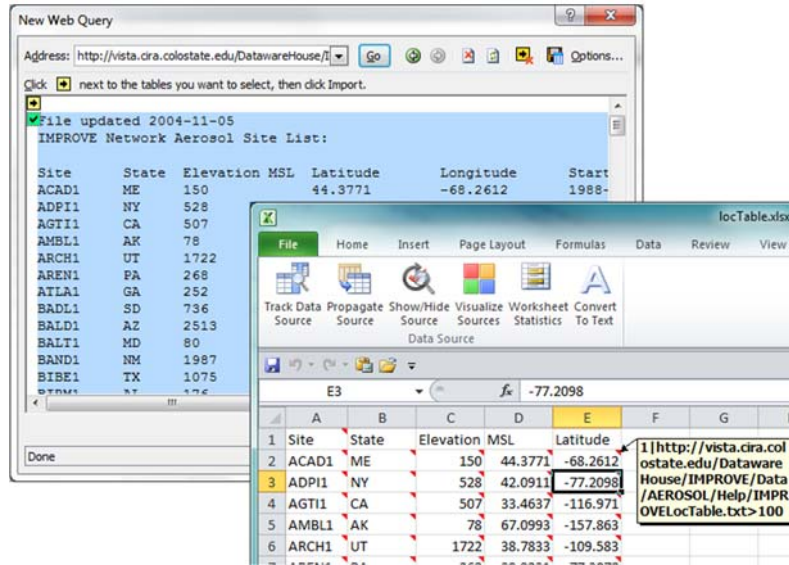 New Web Query
Address: http://vista.cira.colostate.edu/DatawareHouse/I Go Options...
Click next to the tables you want to select, then click Import.
File updated 2004-11-05
IMPROVE Network Aerosol Site List:
Site State Elevation MSL Latitude Longitude Start
ACAD1 ME 150 44.3771 -68.2612 1988-
ADPI1 NY 528
AGTI1 CA 507
AMBL1 AK 78
ARCH1 UT 1722
AREN1 PA 268
ATLA1 GA 252
BADL1 SD 736
BALD1 AZ 2513
BALT1 MD 80
BAND1 NM 1987
BIBE1 TX 1075
Done
locTable.xlsx
File Home Insert Page Layout Formulas Data Review View
Track Data Source Propagate Source Show/Hide Source Visualize Sources Worksheet Statistics Convert To Text
Data Source
E3 fx -77.2098
A B C D E F G
1 Site State Elevation MSL Latitude
2 ACAD1 ME 150 44.3771 -68.2612
3 ADPI1 NY 528 42.0911 -77.2098
4 AGTI1 CA 507 33.4637 -116.971
5 AMBL1 AK 78 67.0993 -157.863
6 ARCH1 UT 1722 38.7833 -109.583
1|http://vista.cira.col
ostate.edu/Dataware
House/IMPROVE/Data
/AEROSOL/Help/IMPR
OVELocTable.txt>100